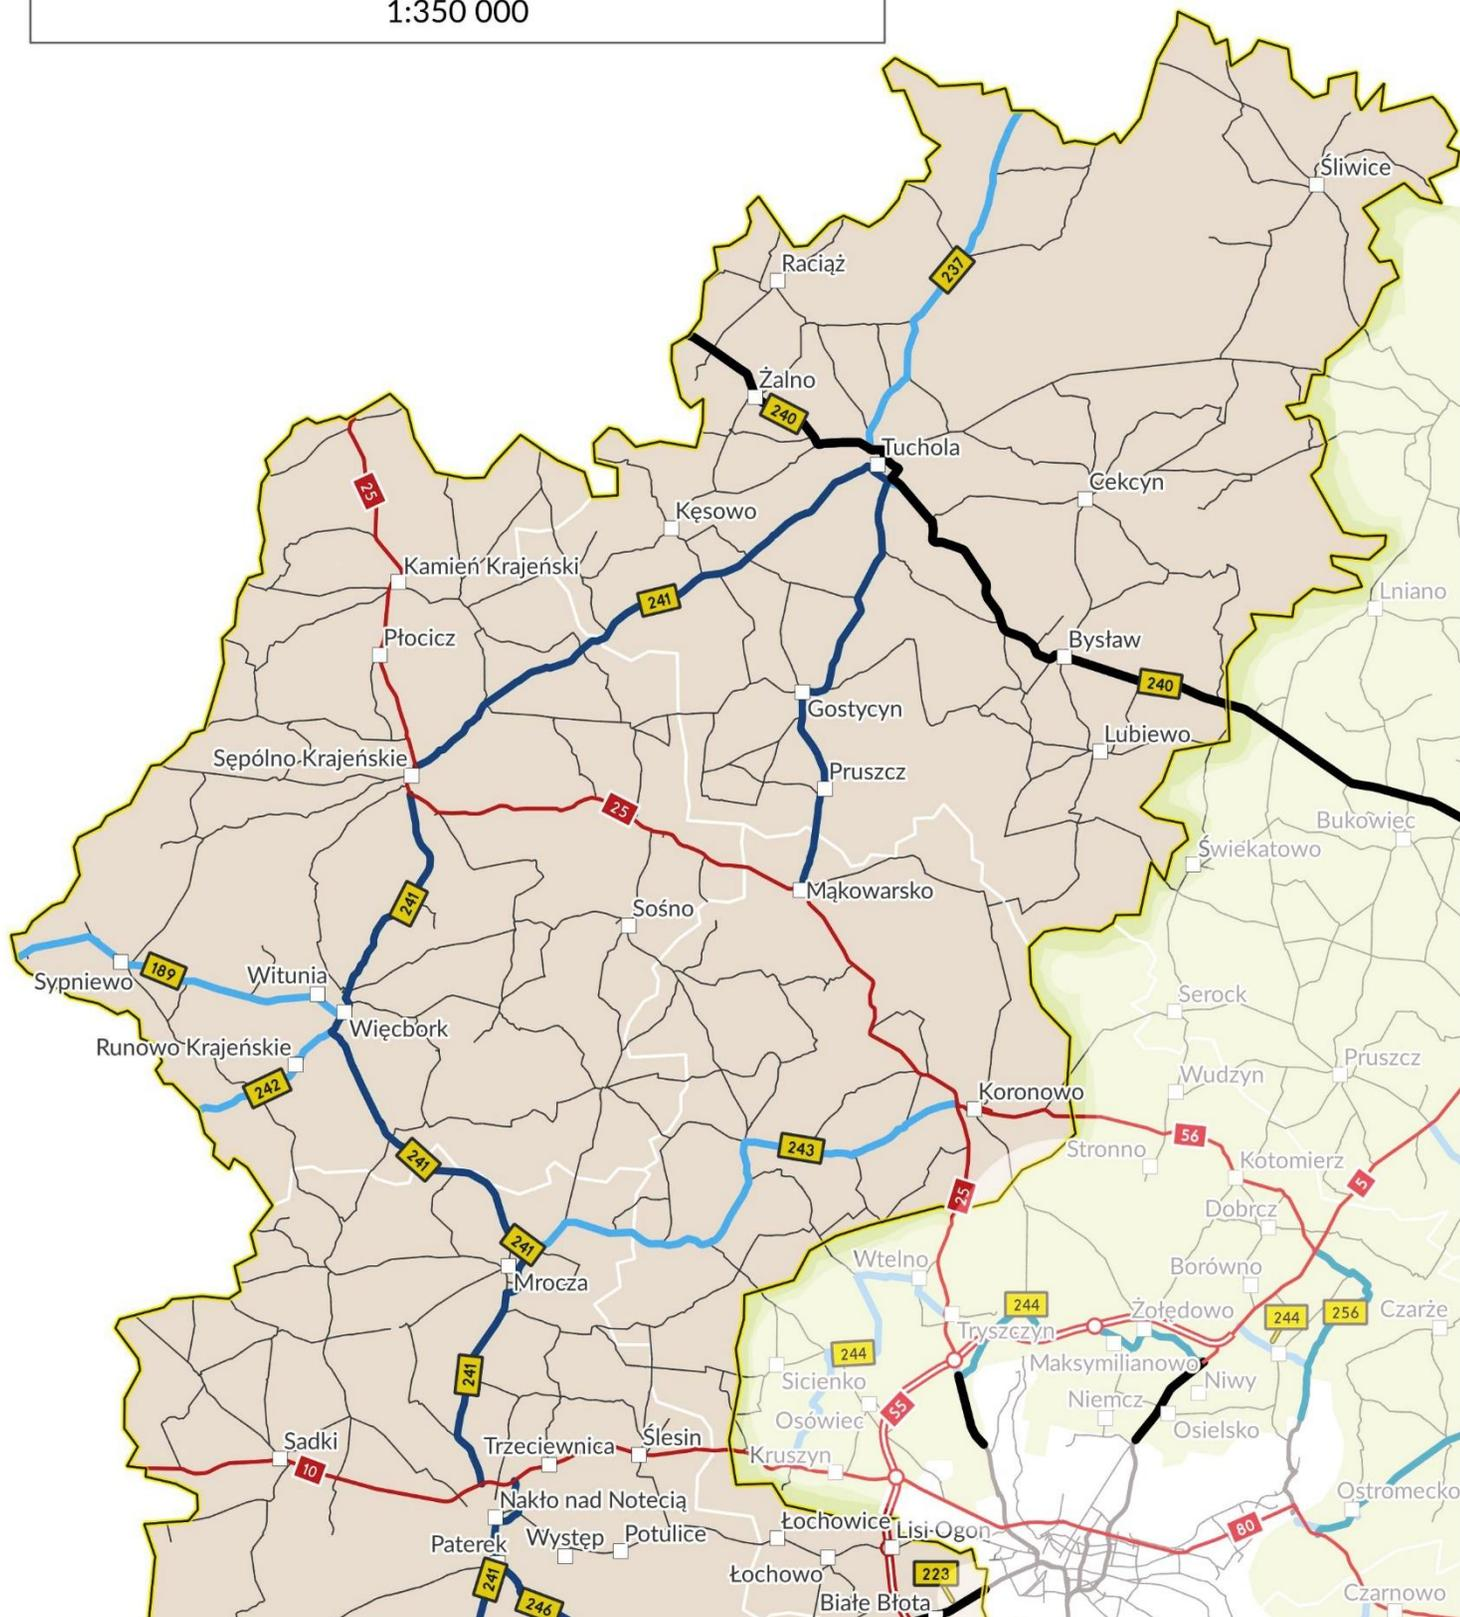 1:350 000
Śliwice
Raciąż
237
Żalno
240
Tuchola
Cekcyn
25
Kęsowo
Kamień Krajeński
241
Lniano
Płocicz
Bysław
240
Gostycyn
Lubiewo
Sępólno Krajeńskie
Pruszcz
25
Bukowiec
Świekatowo
Mąkowarsko
241
Sośno
Sypniewo
189
Witunia
Serock
Więcbork
Runowo Krajeńskie
Pruszcz
242
Wudzyn
Koronowo
56
243
241
Stronno
Kotomierz
5
25
Dobrcz
241
Wtelno
Borówno
Mrocza
244
Żołędowo
244
256
Czarże
Tryszczyn
244
Maksymilianowo
241
Sicienko
Niwy
Niemcz
S5
Osówiec
Osielsko
Sadki
10
Trzeciewnica
Ślesin
Kruszyn
Ostromecko
Nakło nad Notecią
Łochowice
Lisi Ogon
80
Paterek
Występ
Potulice
Łochowo
223
241
246
Białe Błota
Czarnowo